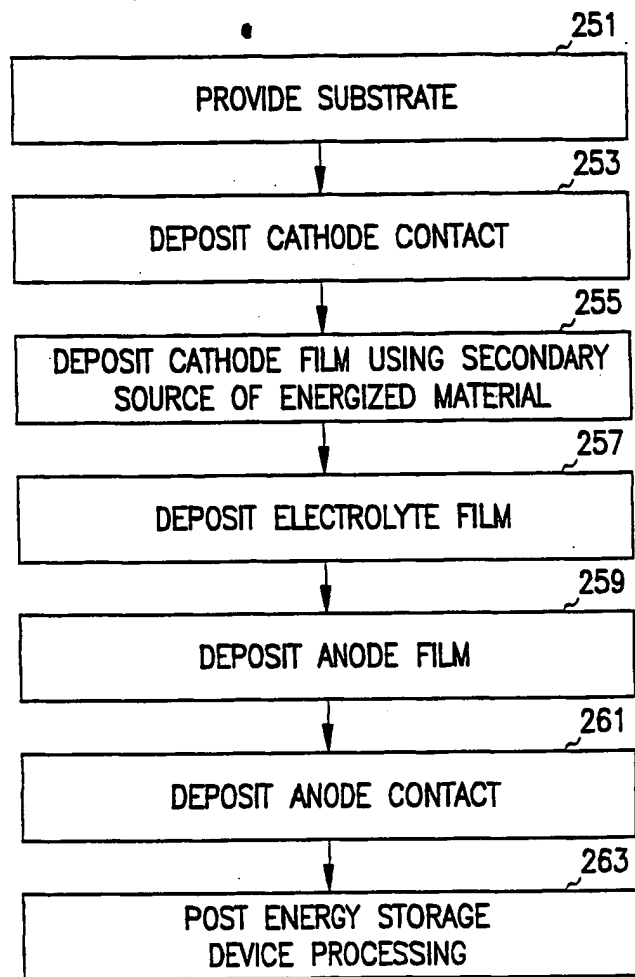 251
PROVIDE SUBSTRATE
253
DEPOSIT CATHODE CONTACT
255
DEPOSIT CATHODE FILM USING SECONDARY
SOURCE OF ENERGIZED MATERIAL
257
DEPOSIT ELECTROLYTE FILM
259
DEPOSIT ANODE FILM
261
DEPOSIT ANODE CONTACT
263
POST ENERGY STORAGE
DEVICE PROCESSING